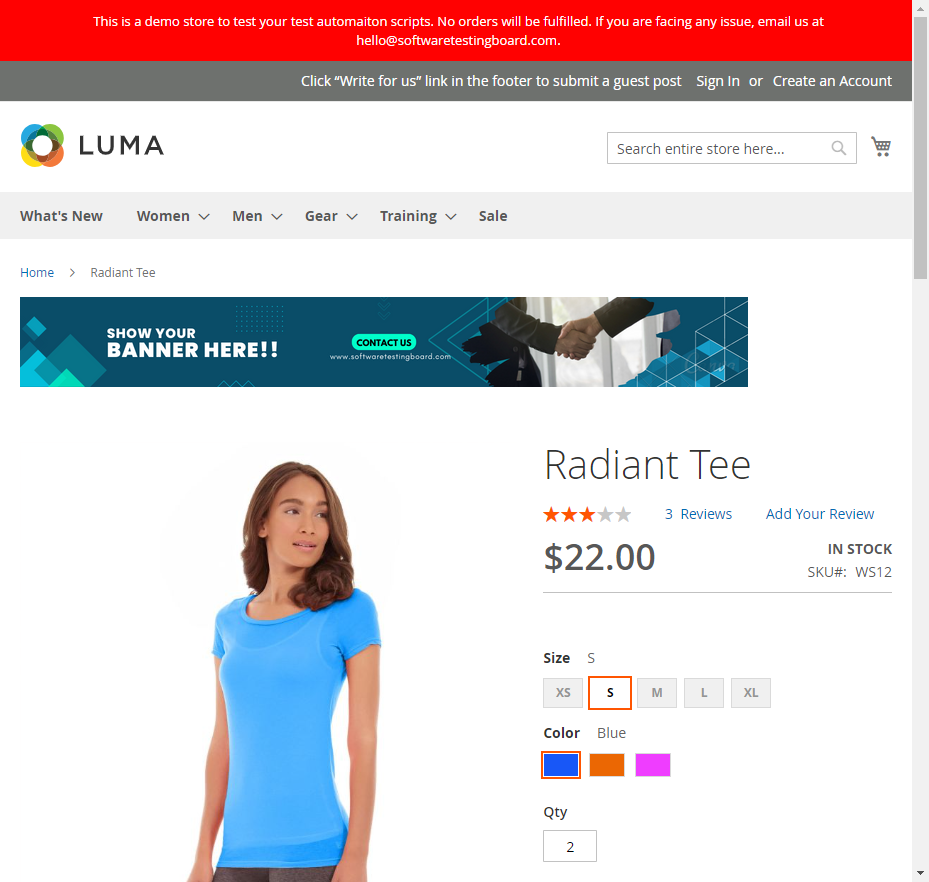 This is a demo store to test your test automaiton scripts. No orders will be fulfilled. If you are facing any issue, email us at
hello@softwaretestingboard.com.
Click “Write for us” link in the footer to submit a guest post Sign In or Create an Account
LUMA
Search entire store here...
What's New Women Men Gear Training Sale
Home Radiant Tee
SHOW YOUR
BANNER HERE!!
CONTACT US
www.softwaretestingboard.com
Radiant Tee
3 Reviews Add Your Review
$22.00
IN STOCK
SKU#: WS12
Size S
XS S M L XL
Color Blue
Qty
2